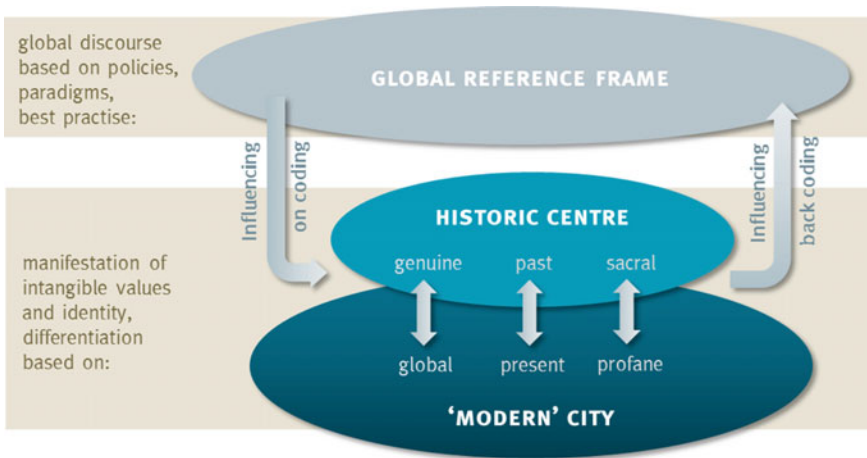 global discourse
based on policies,
paradigms,
best practise:
GLOBAL REFERENCE FRAME
Influencing
on coding
Influencing
back coding
HISTORIC CENTRE
genuine past sacral
manifestation of
intangible values
and identity,
differentiation
based on:
global present profane
‘MODERN’ CITY